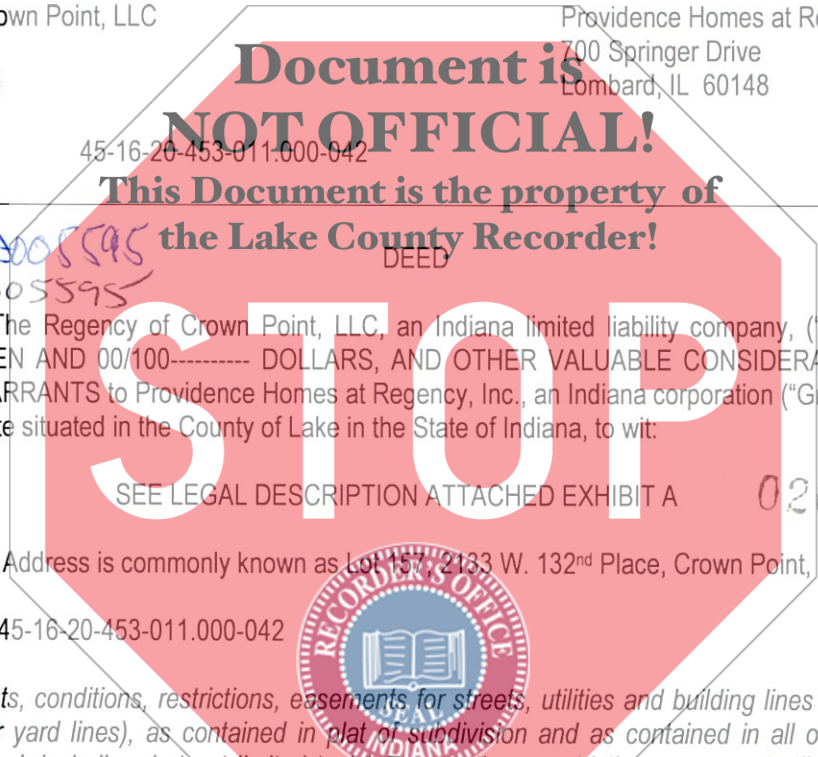 own Point, LLC
Providence Homes at Re
700 Springer Drive
Lombard, IL 60148
Document is
NOT OFFICIAL!
45-16-20-453-011.000-042
This Document is the property of
the Lake County Recorder!
005595
DEED
05595
The Regency of Crown Point, LLC, an Indiana limited liability company, ("
EN AND 00/100---------- DOLLARS, AND OTHER VALUABLE CONSIDERA
ARRANTS to Providence Homes at Regency, Inc., an Indiana corporation ("Gr
te situated in the County of Lake in the State of Indiana, to wit:
STOP
SEE LEGAL DESCRIPTION ATTACHED EXHIBIT A 02
Address is commonly known as Lot 157, 2133 W. 132nd Place, Crown Point,
45-16-20-453-011.000-042
RECORDER'S OFFICE
SEAL
INDIANA
ts, conditions, restrictions, easements for streets, utilities and building lines
r yard lines), as contained in plat of subdivision and as contained in all o